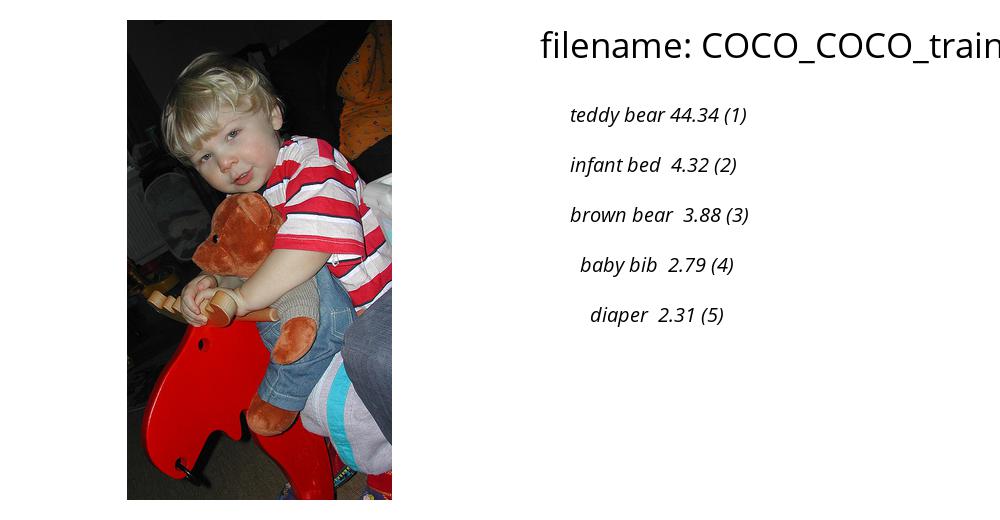 filename: COCO_COCO_train
teddy bear 44.34 (1)
infant bed 4.32 (2)
brown bear 3.88 (3)
baby bib 2.79 (4)
diaper 2.31 (5)